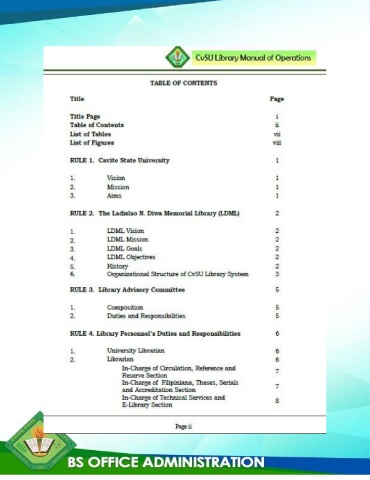 CvSU Library Manual of Operations
TABLE OF CONTENTS
Title Page
Title Page i
Table of Contents ii
List of Tables vii
List of Figures viii
RULE 1. Cavite State University 1
1. Vision 1
2. Mission 1
3. Aims 1
RULE 2. The Ladislao N. Diwa Memorial Library (LDML) 2
1. LDML Vision 2
2. LDML Mission 2
3. LDML Goals 2
4. LDML Objectives 2
5. History 2
6. Organizational Structure of CvSU Library System 3
RULE 3. Library Advisory Committee 5
1. Composition 5
2. Duties and Responsibilities 5
RULE 4. Library Personnel's Duties and Responsibilities 6
1. University Librarian 6
2. Librarian 6
In-Charge of Circulation, Reference and
Reserve Section 7
In-Charge of Filipiniana, Theses, Serials
and Accreditation Section 7
In-Charge of Technical Services and
E-Library Section 8
Page ii
BS OFFICE ADMINISTRATION